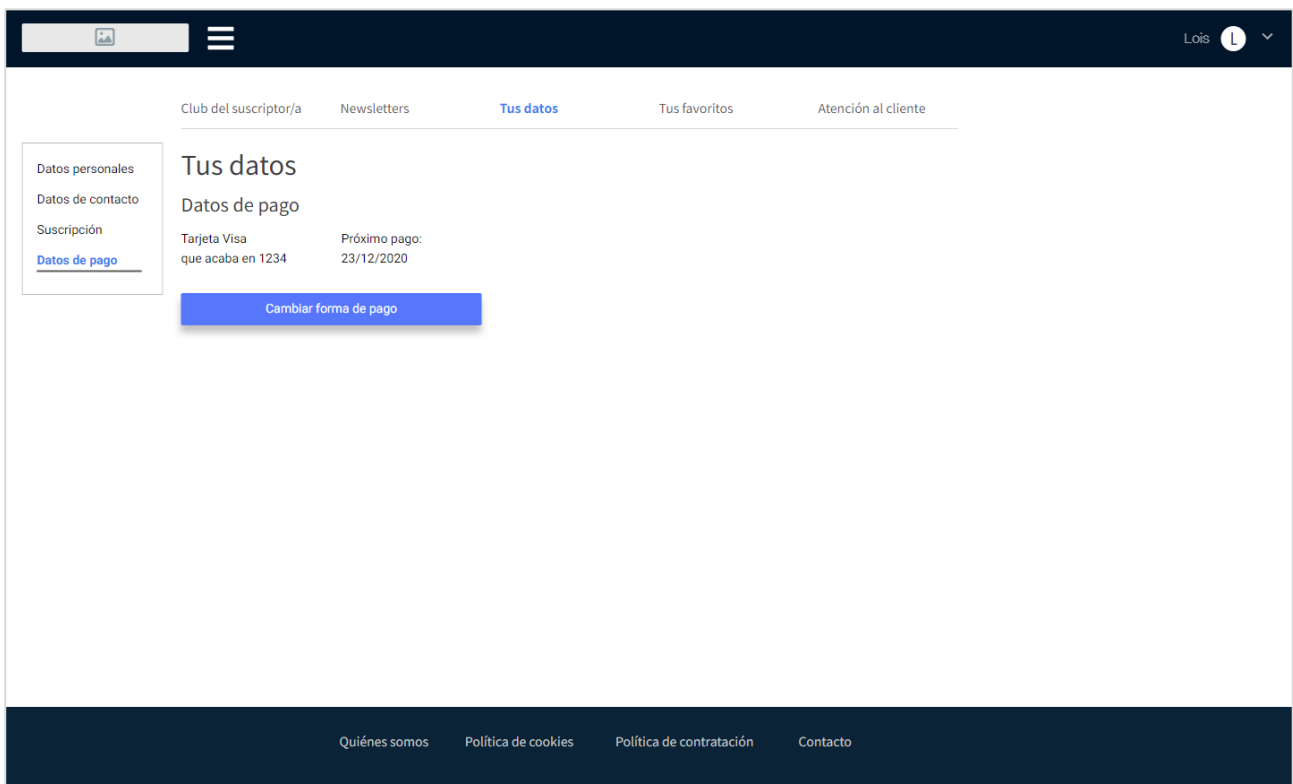 Lois L
Club del suscriptor/a Newsletters Tus datos Tus favoritos Atención al cliente
Datos personales
Datos de contacto
Suscripción
Datos de pago
Tus datos
Datos de pago
Tarjeta Visa
que acaba en 1234
Próximo pago:
23/12/2020
Cambiar forma de pago
Quiénes somos Política de cookies Política de contratación Contacto